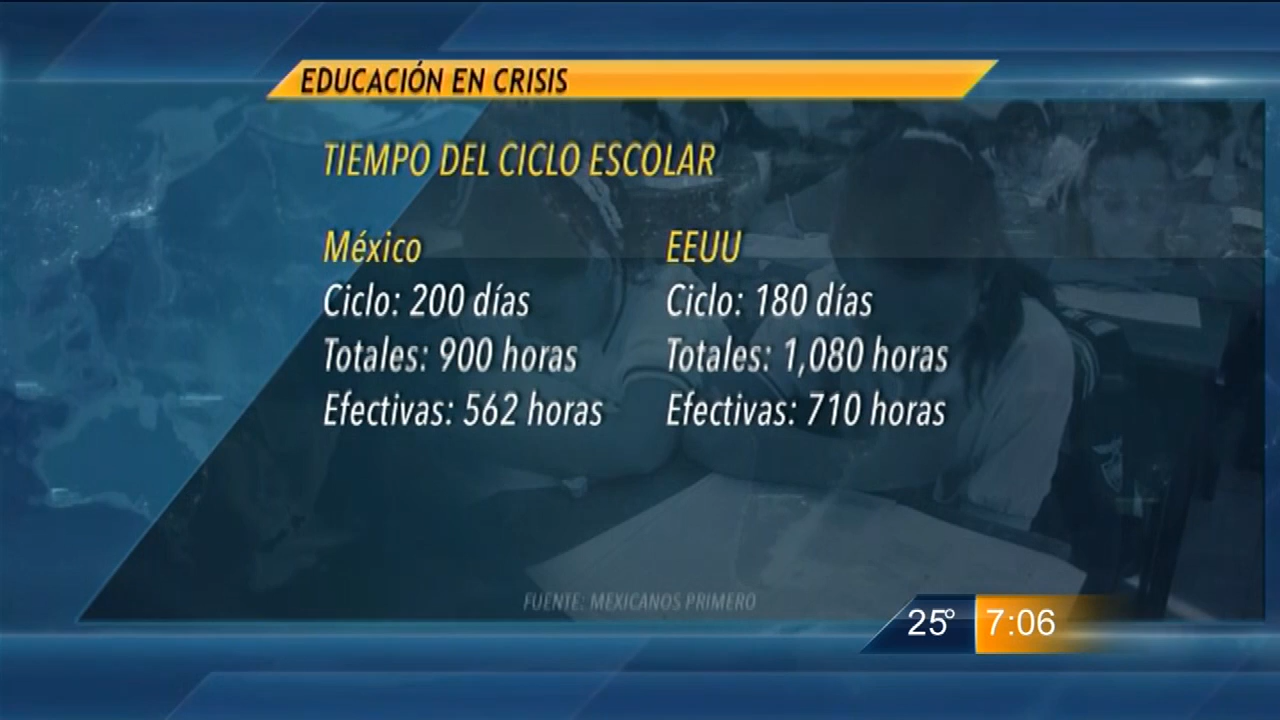 EDUCACIÓN EN CRISIS
TIEMPO DEL CICLO ESCOLAR
México
Ciclo: 200 días
Totales: 900 horas
Efectivas: 562 horas
EEUU
Ciclo: 180 días
Totales: 1,080 horas
Efectivas: 710 horas
FUENTE: MEXICANOS PRIMERO
25° 7:06